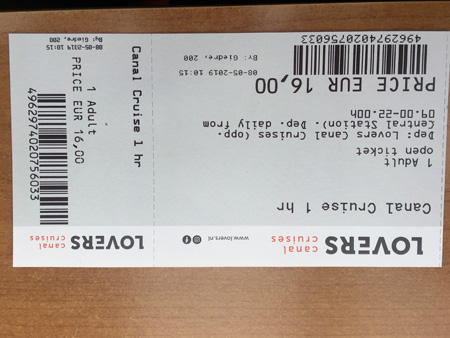 LOVERS
canal
cruises
www.lovers.nl
Canal Cruise 1 hr
1 Adult
open ticket
Dep: Lovers Canal Cruises (opp.
Central Station). Dep. daily from
09.00-22.00h
PRICE EUR 16,00
08-05-2019 10:15
By: Giedre, 200
4962974020756033
LOVERS
canal
cruises
Canal Cruise 1 hr
1 Adult
PRICE EUR 16,00
08-05-2019 10:15
By: Giedre, 200
4962974020756033